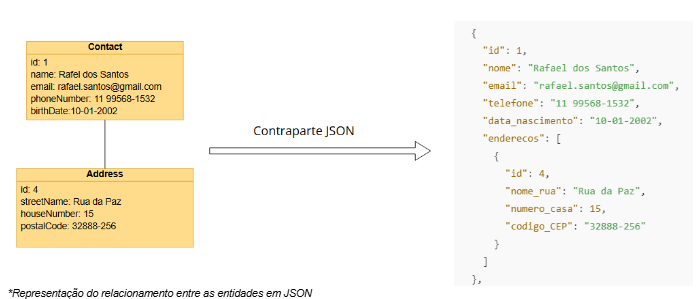 Contact
id: 1
name: Rafel dos Santos
email: rafael.santos@gmail.com
phoneNumber: 11 99568-1532
birthDate:10-01-2002
Address
id: 4
streetName: Rua da Paz
houseNumber: 15
postalCode: 32888-256
Contraparte JSON
{
"id": 1,
"nome": "Rafael dos Santos",
"email": "rafael.santos@gmail.com",
"telefone": "11 99568-1532",
"data_nascimento": "10-01-2002",
"enderecos": [
{
"id": 4,
"nome_rua": "Rua da Paz",
"numero_casa": 15,
"codigo_CEP": "32888-256"
}
]
},
*Representação do relacionamento entre as entidades em JSON